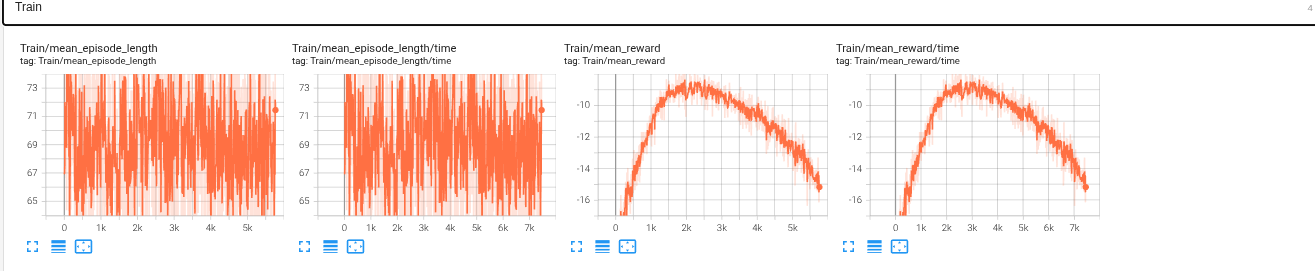 Train
4
Train/mean_episode_length
tag: Train/mean_episode_length
73
71
69
67
65
0 1k 2k 3k 4k 5k
Train/mean_episode_length/time
tag: Train/mean_episode_length/time
73
71
69
67
65
0 1k 2k 3k 4k 5k 6k 7k
Train/mean_reward
tag: Train/mean_reward
-10
-12
-14
-16
0 1k 2k 3k 4k 5k
Train/mean_reward/time
tag: Train/mean_reward/time
-10
-12
-14
-16
0 1k 2k 3k 4k 5k 6k 7k